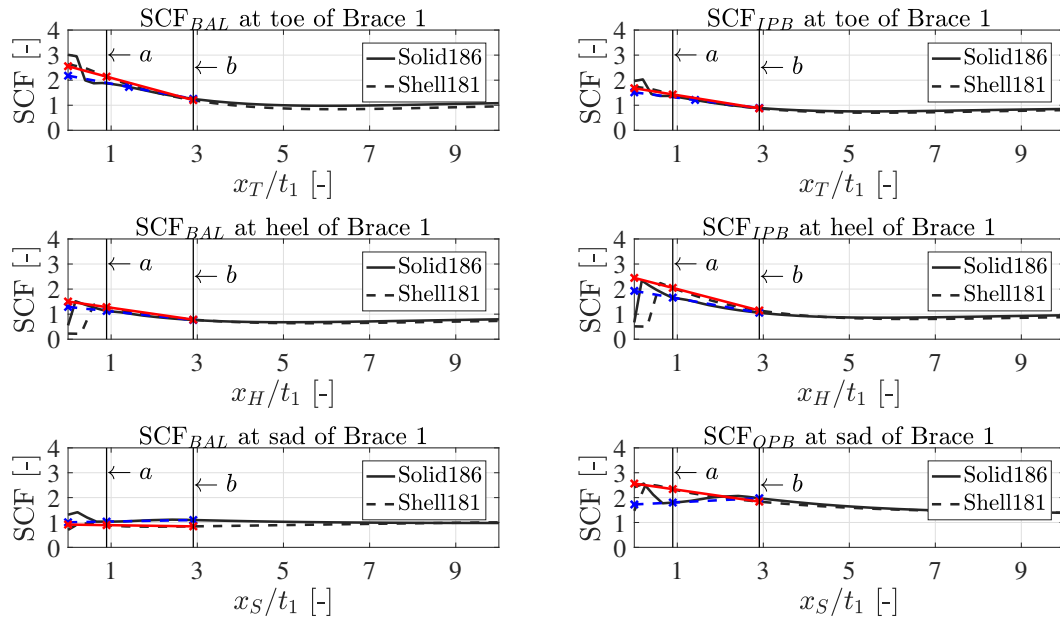 SCF_{BAL} at toe of Brace 1
SCF [-]
4
3
2
1
0
← a
← b
Solid186
Shell181
1 3 5 7 9
x_T/t_1 [-]
SCF_{IPB} at toe of Brace 1
SCF [-]
4
3
2
1
0
← a
← b
Solid186
Shell181
1 3 5 7 9
x_T/t_1 [-]
SCF_{BAL} at heel of Brace 1
SCF [-]
4
3
2
1
0
← a
← b
Solid186
Shell181
1 3 5 7 9
x_H/t_1 [-]
SCF_{IPB} at heel of Brace 1
SCF [-]
4
3
2
1
0
← a
← b
Solid186
Shell181
1 3 5 7 9
x_H/t_1 [-]
SCF_{BAL} at sad of Brace 1
SCF [-]
4
3
2
1
0
← a
← b
Solid186
Shell181
1 3 5 7 9
x_S/t_1 [-]
SCF_{OPB} at sad of Brace 1
SCF [-]
4
3
2
1
0
← a
← b
Solid186
Shell181
1 3 5 7 9
x_S/t_1 [-]